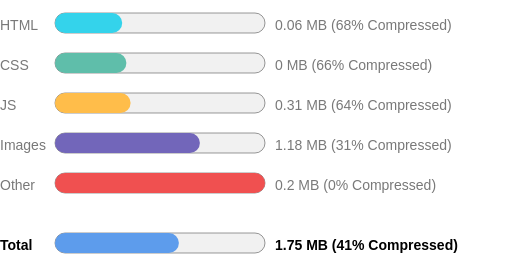 HTML 0.06 MB (68% Compressed)
CSS 0 MB (66% Compressed)
JS 0.31 MB (64% Compressed)
Images 1.18 MB (31% Compressed)
Other 0.2 MB (0% Compressed)
Total 1.75 MB (41% Compressed)